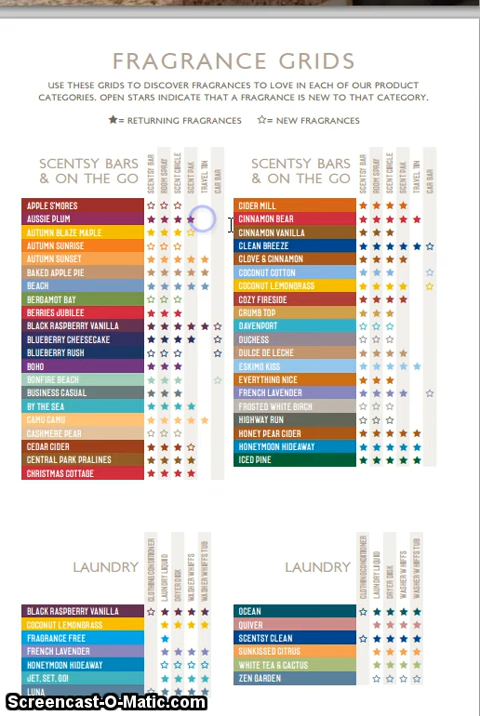 FRAGRANCE GRIDS
USE THESE GRIDS TO DISCOVER FRAGRANCES TO LOVE IN EACH OF OUR PRODUCT
CATEGORIES. OPEN STARS INDICATE THAT A FRAGRANCE IS NEW TO THAT CATEGORY.
★= RETURNING FRAGRANCES ☆= NEW FRAGRANCES
SCENTSY BARS
& ON THE GO
SCENTSY BAR
ROOM SPRAY
SCENT CIRCLE
SCENT PAK
TRAVEL TIN
CAR BAR
APPLE S'MORES
AUSSIE PLUM
AUTUMN BLAZE MAPLE
AUTUMN SUNRISE
AUTUMN SUNSET
BAKED APPLE PIE
BEACH
BERGAMOT BAY
BERRIES JUBILEE
BLACK RASPBERRY VANILLA
BLUEBERRY CHEESECAKE
BLUEBERRY RUSH
BOHO
BONFIRE BEACH
BUSINESS CASUAL
BY THE SEA
CAMU CAMU
CASHMERE PEAR
CEDAR CIDER
CENTRAL PARK PRALINES
CHRISTMAS COTTAGE
SCENTSY BARS
& ON THE GO
SCENTSY BAR
ROOM SPRAY
SCENT CIRCLE
SCENT PAK
TRAVEL TIN
CAR BAR
CIDER MILL
CINNAMON BEAR
CINNAMON VANILLA
CLEAN BREEZE
CLOVE & CINNAMON
COCONUT COTTON
COCONUT LEMONGRASS
COZY FIRESIDE
CRUMB TOP
DAVENPORT
DUCHESS
DULCE DE LECHE
ESKIMO KISS
EVERYTHING NICE
FRENCH LAVENDER
FROSTED WHITE BIRCH
HIGHWAY RUN
HONEY PEAR CIDER
HONEYMOON HIDEAWAY
ICED PINE
LAUNDRY
CLOTHING CONDITIONER
LAUNDRY LIQUID
DRYER DISK
WASHER WHIFFS
WASHER WHIFFS TUB
BLACK RASPBERRY VANILLA
COCONUT LEMONGRASS
FRAGRANCE FREE
FRENCH LAVENDER
HONEYMOON HIDEAWAY
JET, SET, GO!
LUNA
LAUNDRY
CLOTHING CONDITIONER
LAUNDRY LIQUID
DRYER DISK
WASHER WHIFFS
WASHER WHIFFS TUB
OCEAN
QUIVER
SCENTSY CLEAN
SUNKISSED CITRUS
WHITE TEA & CACTUS
ZEN GARDEN
Screencast-O-Matic.com